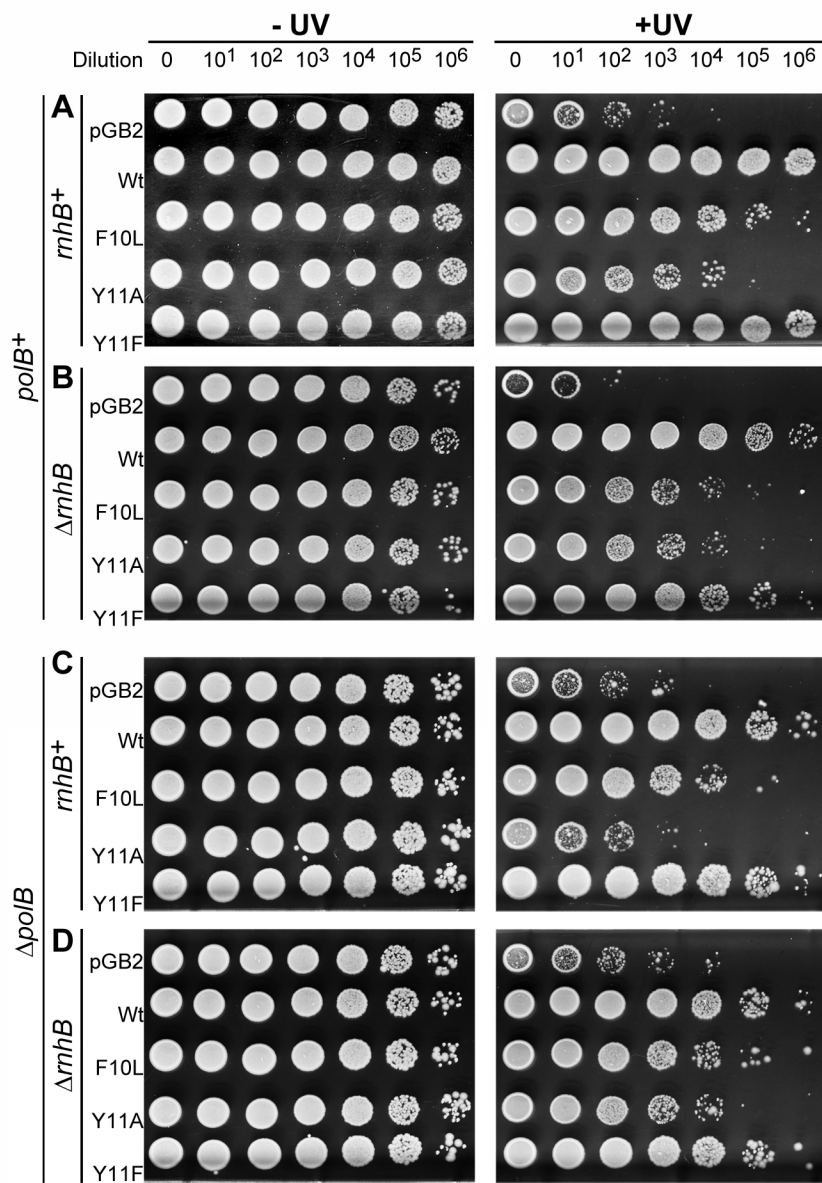 - UV +UV
Dilution 0 10¹ 10² 10³ 10⁴ 10⁵ 10⁶ 0 10¹ 10² 10³ 10⁴ 10⁵ 10⁶
polB⁺
A
rnhB⁺
pGB2
Wt
F10L
Y11A
Y11F
B
ΔrnhB
pGB2
Wt
F10L
Y11A
Y11F
ΔpolB
C
rnhB⁺
pGB2
Wt
F10L
Y11A
Y11F
D
ΔrnhB
pGB2
Wt
F10L
Y11A
Y11F